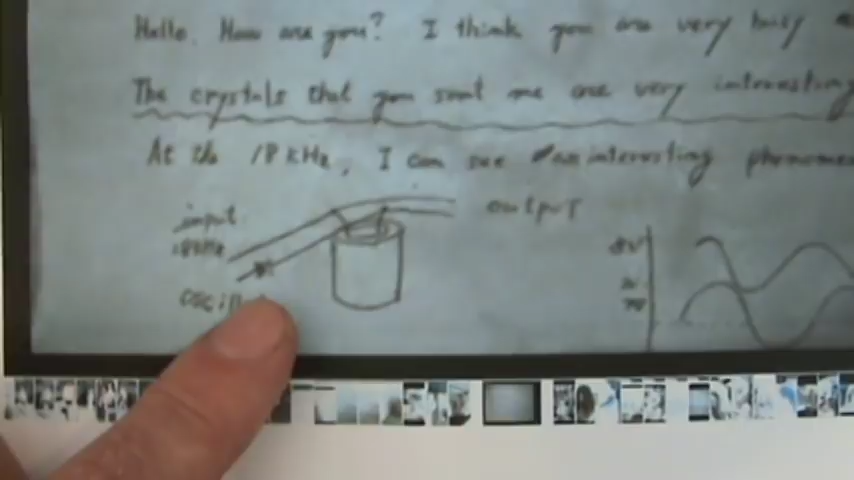 Hello. How are you? I think you are very busy
The crystals that you sent me are very interesting
At the 18 kHz, I can see an interesting phenomen
input
output
18kHz